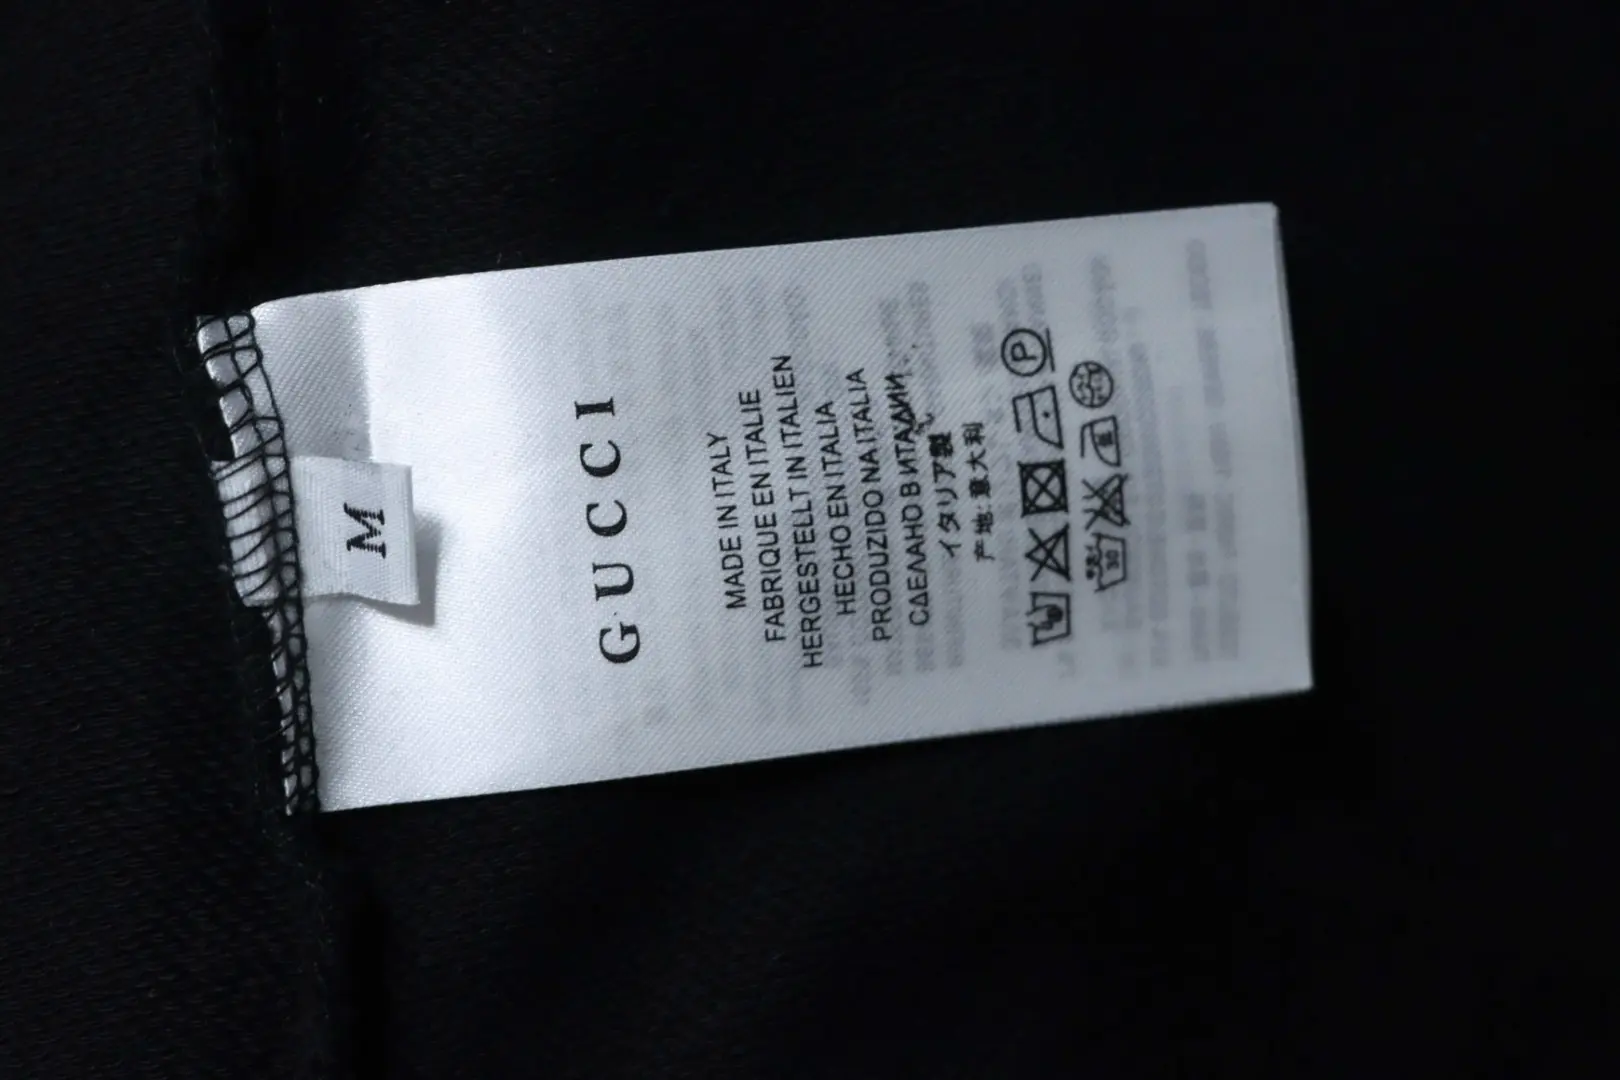 M
GUCCI
MADE IN ITALY
FABRIQUE EN ITALIE
HERGESTELLT IN ITALIEN
HECHO EN ITALIA
PRODUZIDO NA ITALIA
СДЕЛАНО В ИТАЛИИ
イタリア製
产地:意大利
P
30